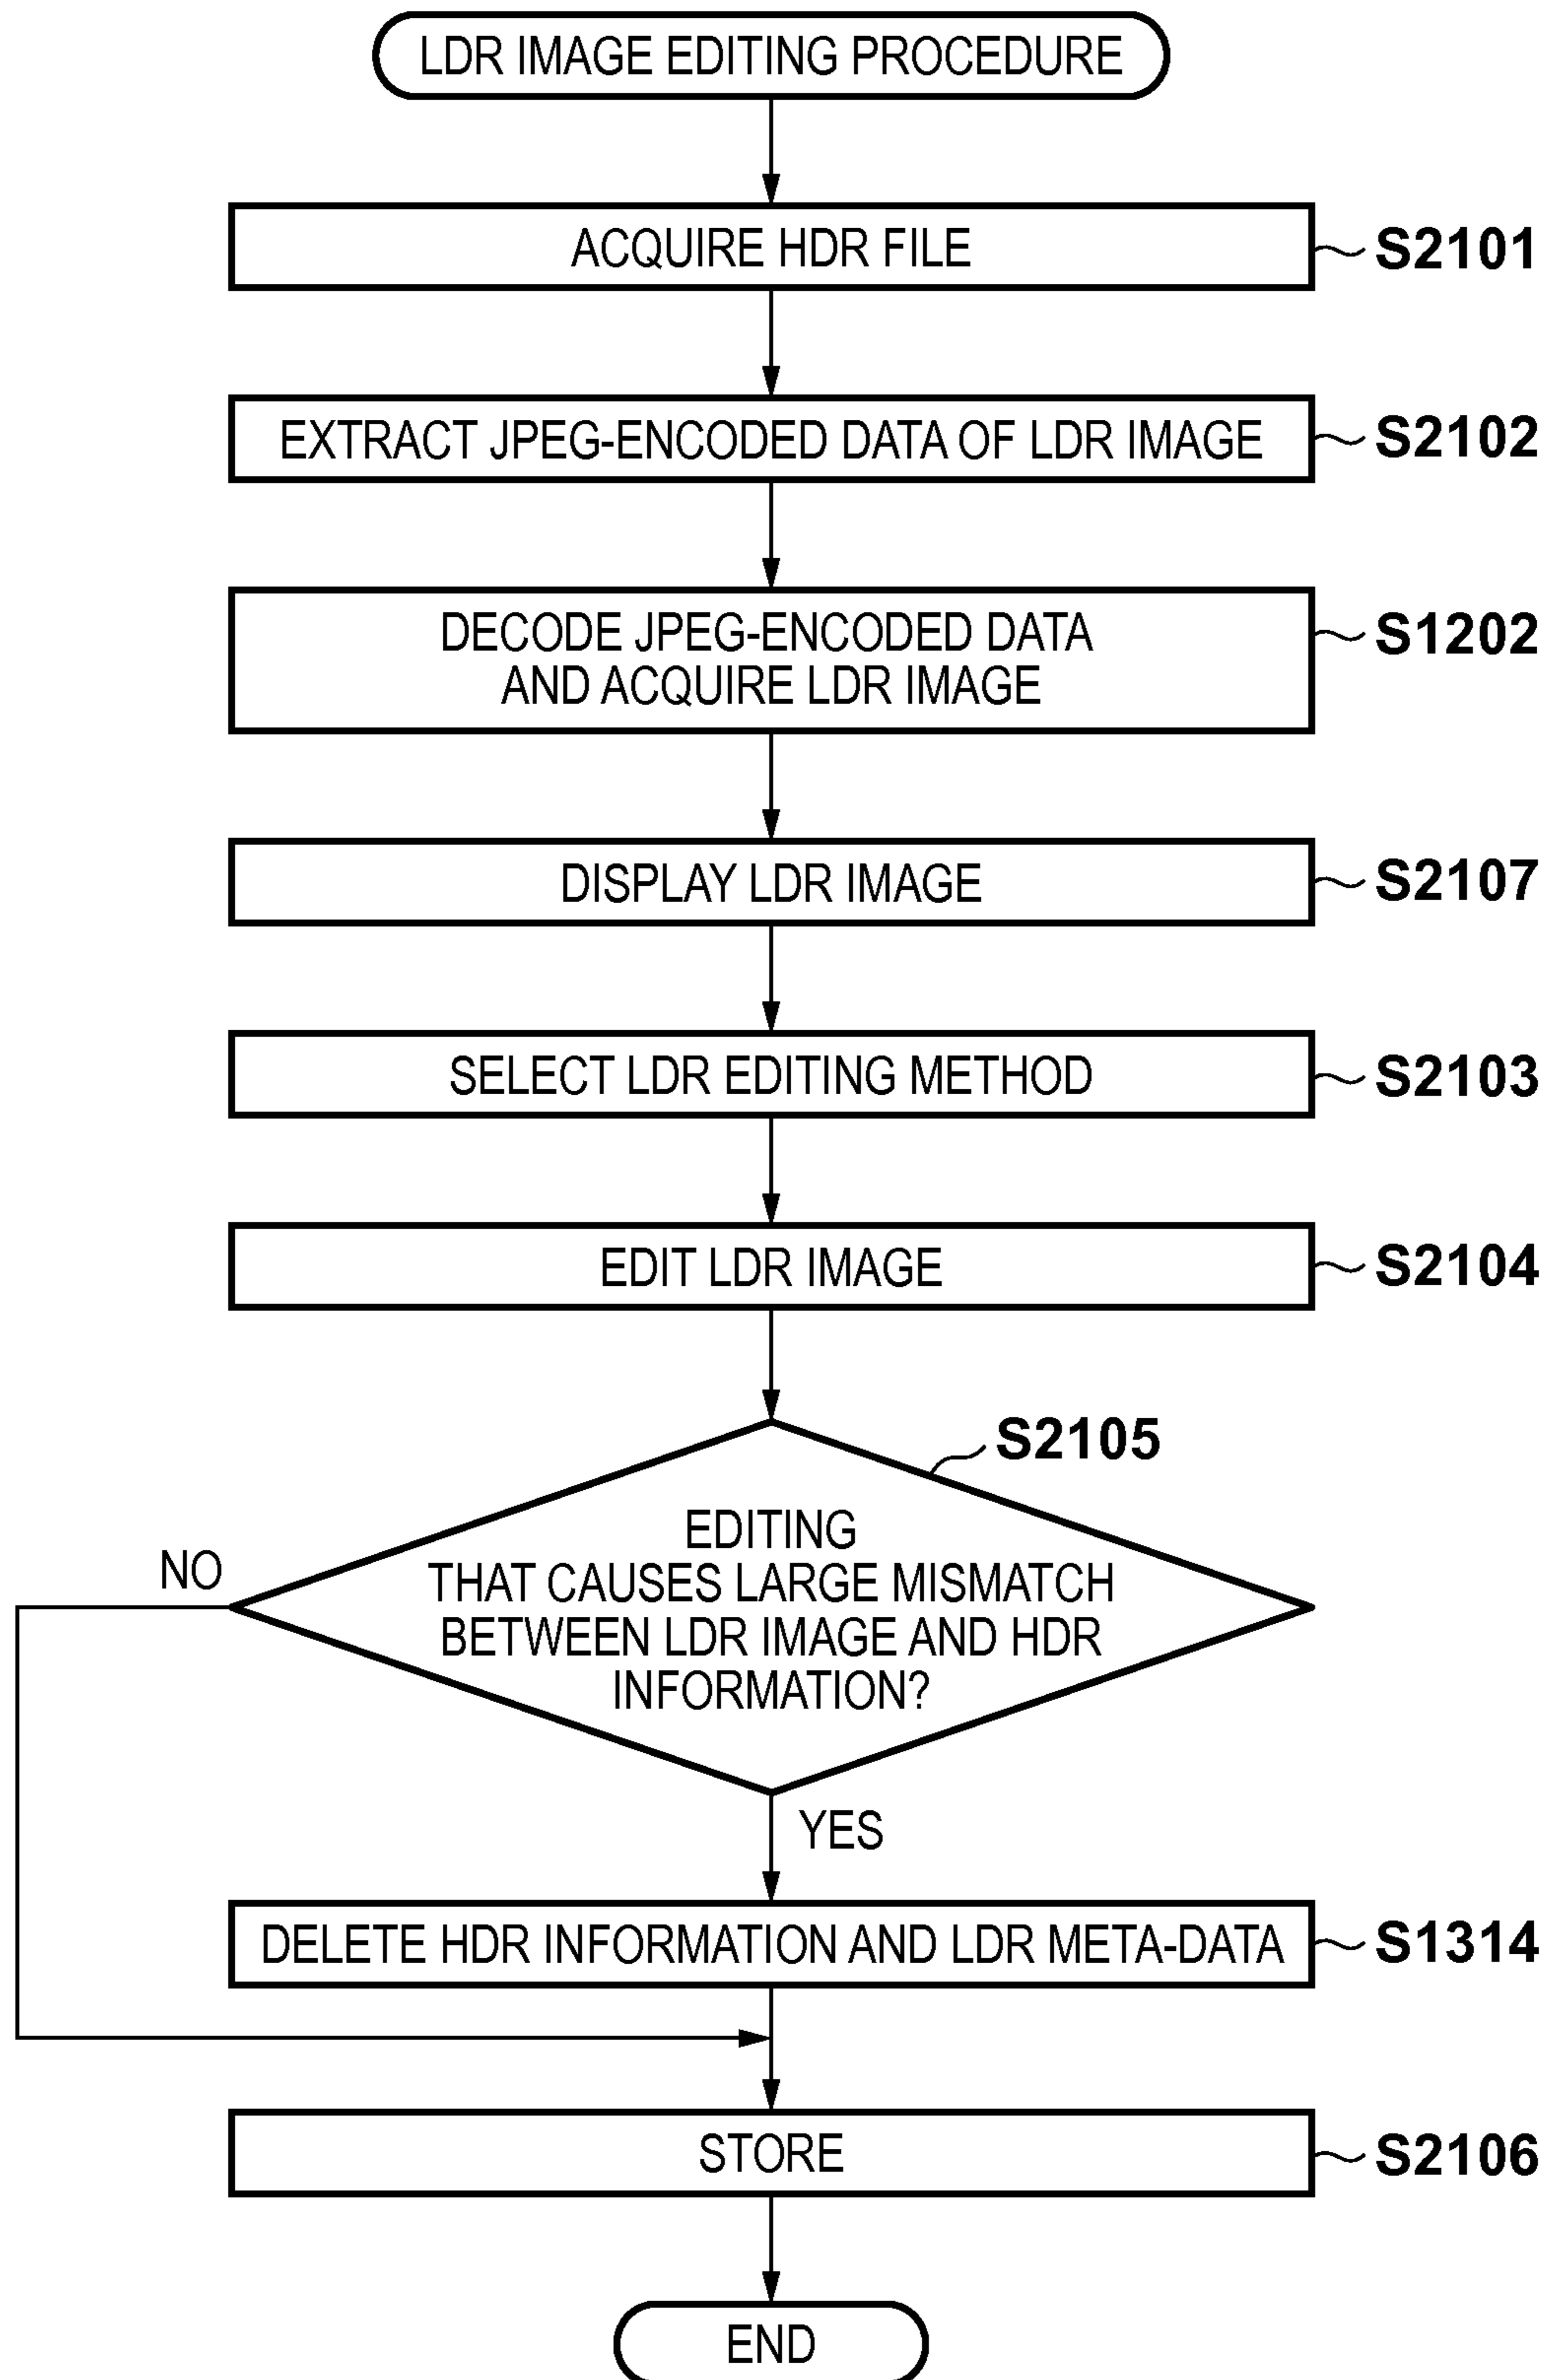 LDR IMAGE EDITING PROCEDURE
ACQUIRE HDR FILE
S2101
EXTRACT JPEG-ENCODED DATA OF LDR IMAGE
S2102
DECODE JPEG-ENCODED DATA
AND ACQUIRE LDR IMAGE
S1202
DISPLAY LDR IMAGE
S2107
SELECT LDR EDITING METHOD
S2103
EDIT LDR IMAGE
S2104
S2105
EDITING
THAT CAUSES LARGE MISMATCH
BETWEEN LDR IMAGE AND HDR
INFORMATION?
NO
YES
DELETE HDR INFORMATION AND LDR META-DATA
S1314
STORE
S2106
END